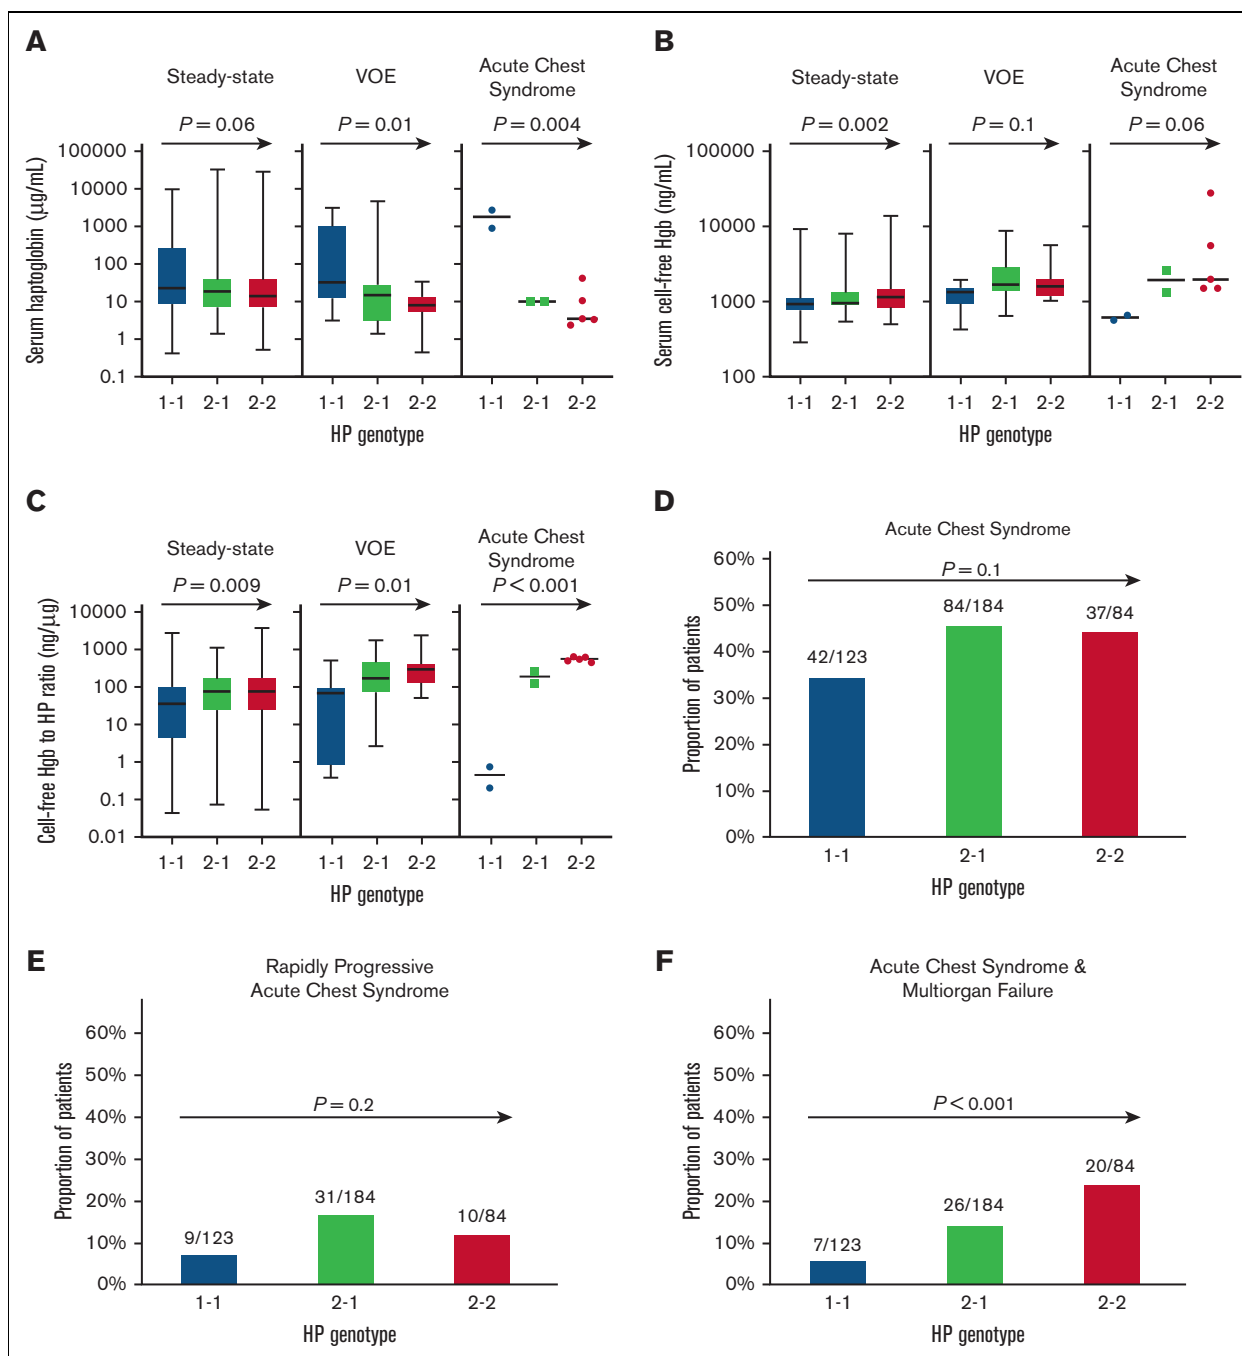 A
Steady-state
VOE
Acute Chest
Syndrome
P = 0.06
P = 0.01
P = 0.004
Serum haptoglobin (μg/mL)
100000
10000
1000
100
10
1
0.1
1-1 2-1 2-2
1-1 2-1 2-2
1-1 2-1 2-2
HP genotype
B
Steady-state
VOE
Acute Chest
Syndrome
P = 0.002
P = 0.1
P = 0.06
Serum cell-free Hgb (ng/mL)
100000
10000
1000
100
1-1 2-1 2-2
1-1 2-1 2-2
1-1 2-1 2-2
HP genotype
C
Steady-state
VOE
Acute Chest
Syndrome
P = 0.009
P = 0.01
P < 0.001
Cell-free Hgb to HP ratio (ng/μg)
10000
1000
100
10
1
0.1
0.01
1-1 2-1 2-2
1-1 2-1 2-2
1-1 2-1 2-2
HP genotype
D
Acute Chest Syndrome
P = 0.1
Proportion of patients
60%
50%
40%
30%
20%
10%
0%
42/123
84/184
37/84
1-1 2-1 2-2
HP genotype
E
Rapidly Progressive
Acute Chest Syndrome
P = 0.2
Proportion of patients
60%
50%
40%
30%
20%
10%
0%
9/123
31/184
10/84
1-1 2-1 2-2
HP genotype
F
Acute Chest Syndrome &
Multiorgan Failure
P < 0.001
Proportion of patients
60%
50%
40%
30%
20%
10%
0%
7/123
26/184
20/84
1-1 2-1 2-2
HP genotype